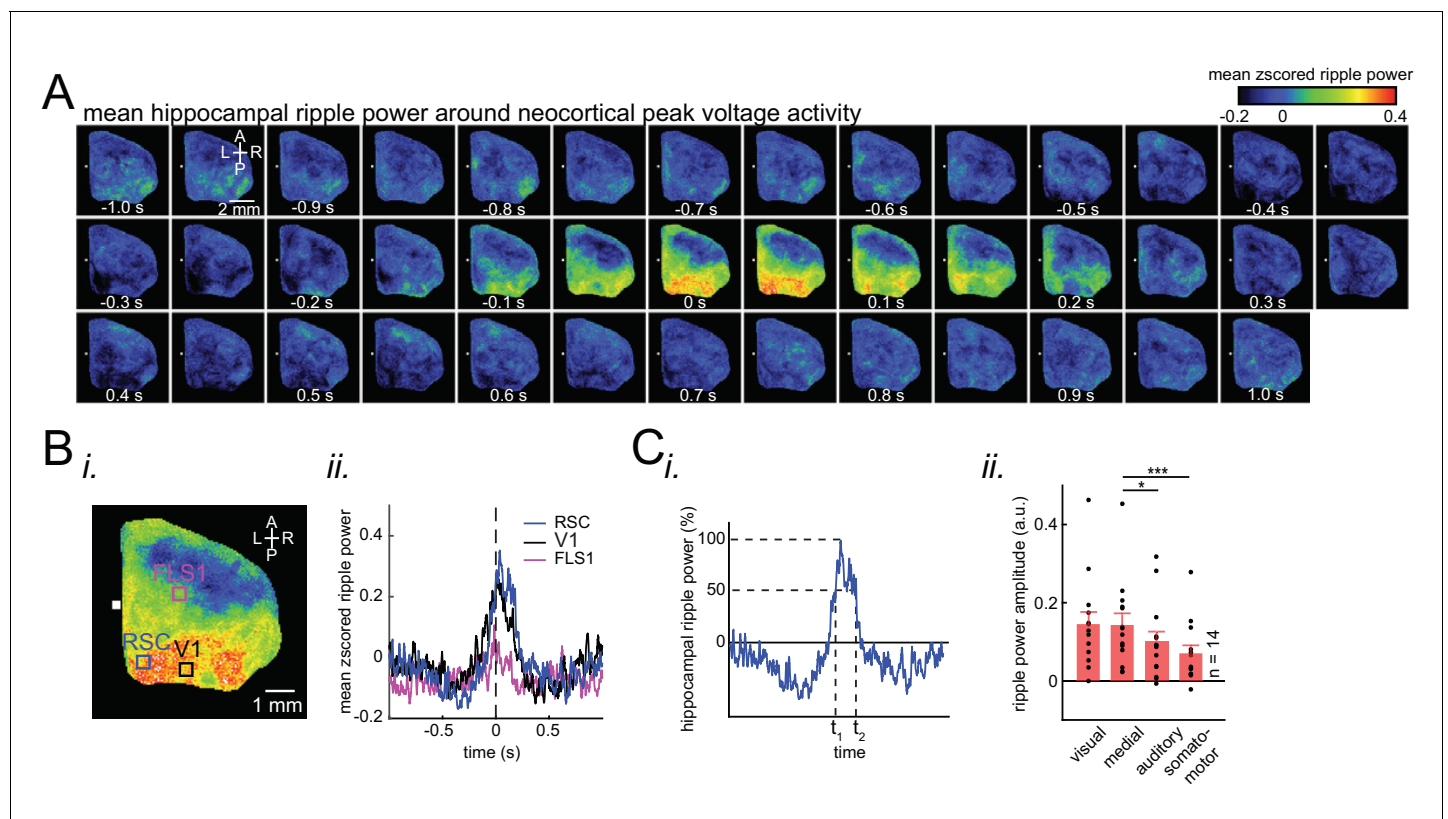 A
mean hippocampal ripple power around neocortical peak voltage activity
mean zscored ripple power
-0.2 0 0.4
A
L R
P
2 mm
-1.0 s -0.9 s -0.8 s -0.7 s -0.6 s -0.5 s -0.4 s
-0.3 s -0.2 s -0.1 s 0 s 0.1 s 0.2 s 0.3 s
0.4 s 0.5 s 0.6 s 0.7 s 0.8 s 0.9 s 1.0 s
B
i.
A
L R
P
FLS1
RSC
V1
1 mm
ii.
mean zscored ripple power
0.4
0.2
0
-0.2
-0.5 0 0.5
time (s)
RSC
V1
FLS1
C
i.
hippocampal ripple power (%)
100
50
0
t1 t2
time
ii.
ripple power amplitude (a.u.)
0.4
0.2
0
***
*
n = 14
visual
medial
auditory
somato-
motor